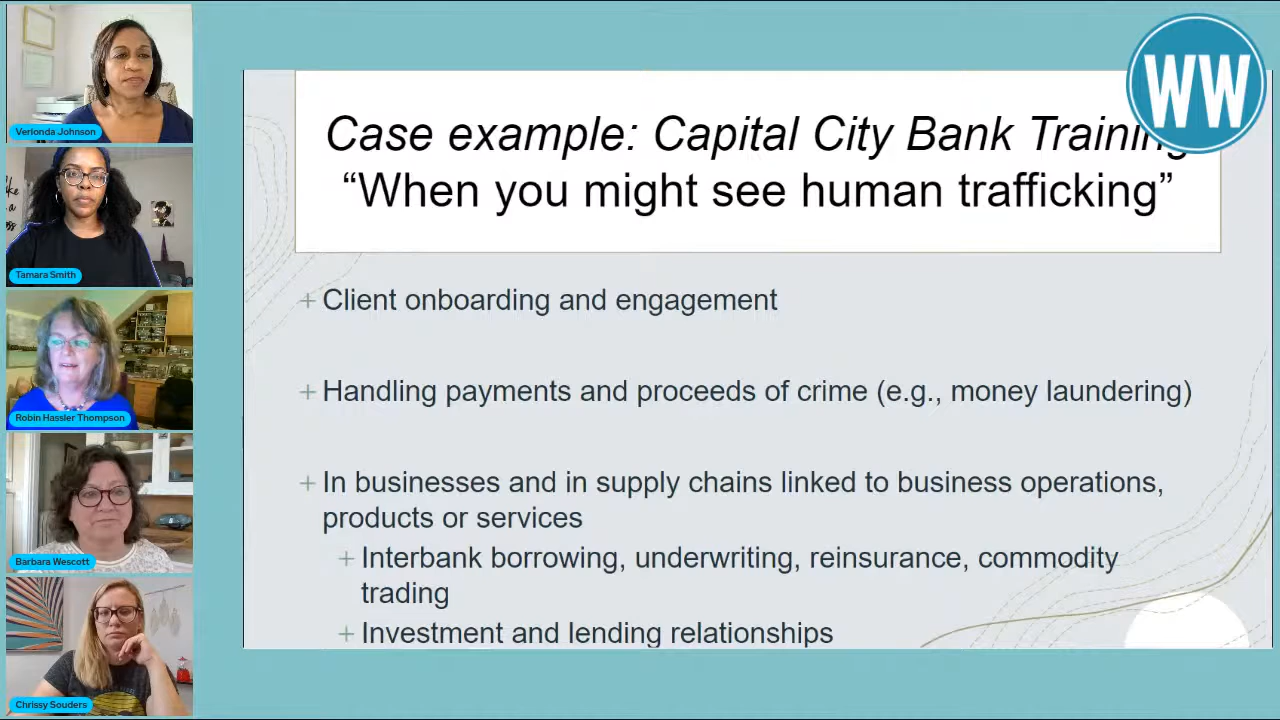 Verionda Johnson
Tamara Smith
Robin Hassler Thompson
Barbara Wescott
Chrissy Souders
WW
Case example: Capital City Bank Training
“When you might see human trafficking”
+ Client onboarding and engagement
+ Handling payments and proceeds of crime (e.g., money laundering)
+ In businesses and in supply chains linked to business operations,
products or services
+ Interbank borrowing, underwriting, reinsurance, commodity
trading
+ Investment and lending relationships